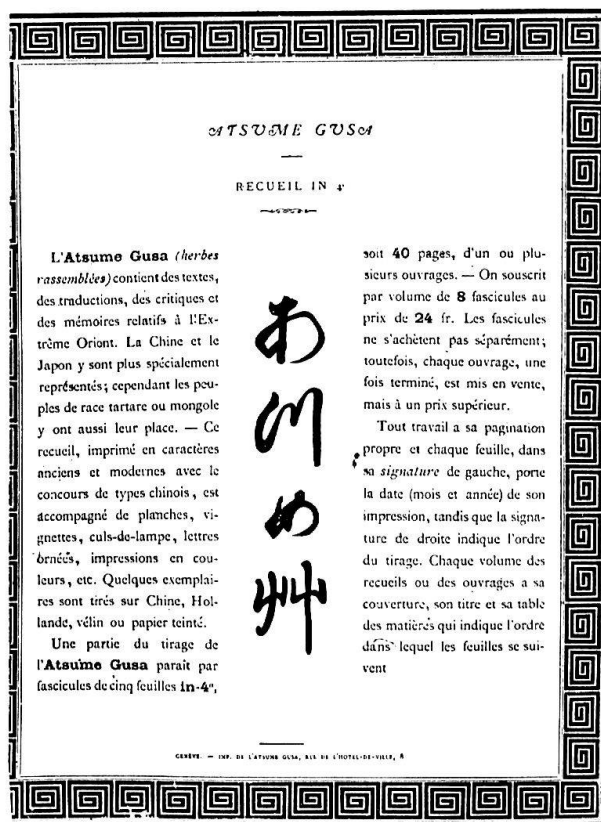 ATSUME GUSA
RECUEIL IN 4º
L'Atsume Gusa (herbes
rassemblées) contient des textes,
des traductions, des critiques et
des mémoires relatifs à l'Ex-
trème Oriont. La Chine et le
Japon y sont plus spécialement
représentés; cependant les peu-
ples de race tartare ou mongole
y ont aussi leur place. — Ce
recueil, imprimé en caractères
anciens et modernes avec le
concours de types chinois, est
accompagné de planches, vi-
gnettes, culs-de-lampe, lettres
ornées, impressions en cou-
leurs, etc. Quelques exemplai-
res sont tirés sur Chine, Hol-
lande, vélin ou papier teinté.
Une partie du tirage de
l'Atsume Gusa paraît par
fascicules de cinq feuilles in-4º,
あつめ艸
soit 40 pages, d'un ou plu-
sieurs ouvrages. — On souscrit
par volume de 8 fascicules au
prix de 24 fr. Les fascicules
ne s'achètent pas séparément;
toutefois, chaque ouvrage, une
fois terminé, est mis en vente,
mais à un prix supérieur.
Tout travail a sa pagination
propre et chaque feuille, dans
sa signature de gauche, porte
la date (mois et année) de son
impression, tandis que la signa-
ture de droite indique l'ordre
du tirage. Chaque volume des
recueils ou des ouvrages a sa
couverture, son titre et sa table
des matières qui indique l'ordre
dans lequel les feuilles se sui-
vent
GENÈVE. — IMP. DE L'ATSUME GUSA, RUE DE L'HOTEL-DE-VILLE, 8